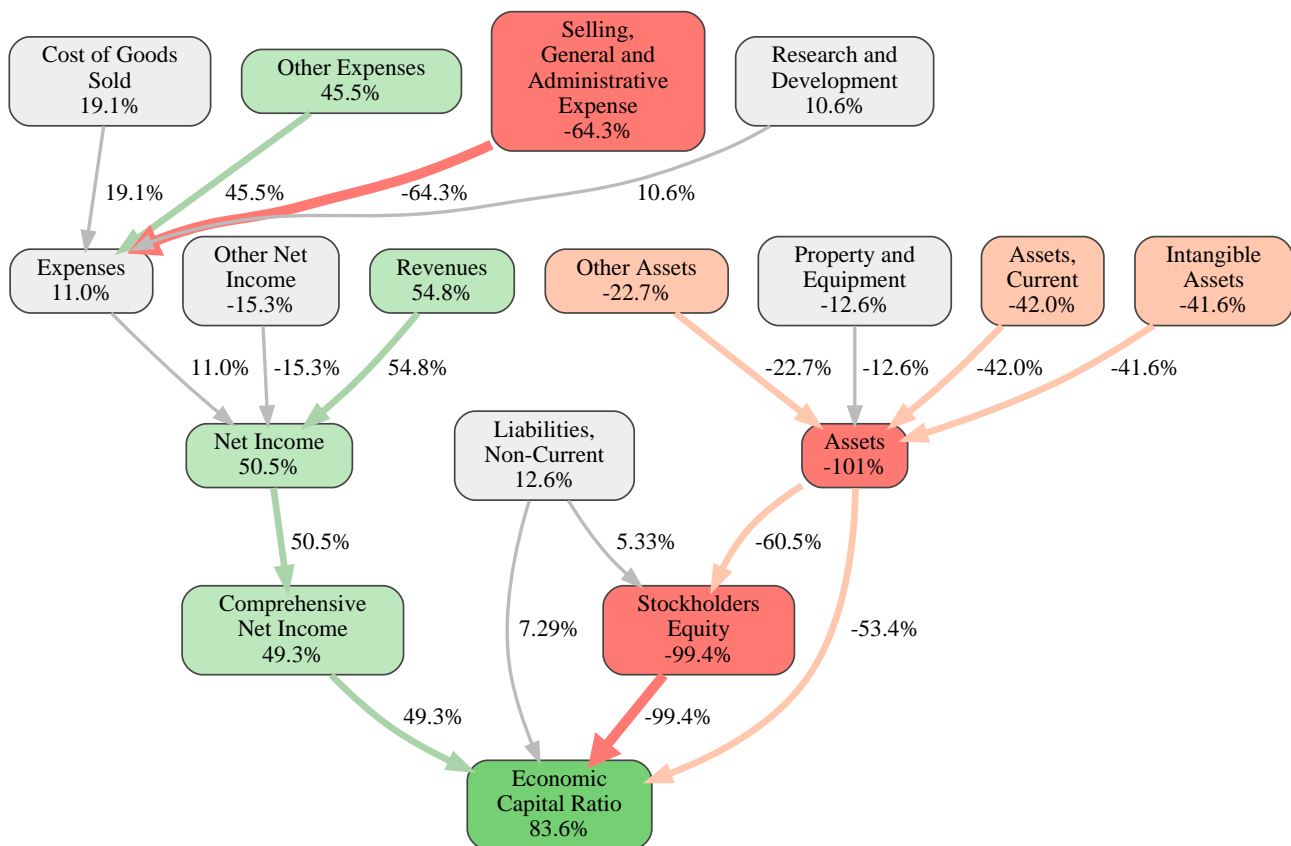 Cost of Goods
Sold
19.1%
Other Expenses
45.5%
Selling,
General and
Administrative
Expense
-64.3%
Research and
Development
10.6%
19.1%
45.5%
-64.3%
10.6%
Expenses
11.0%
Other Net
Income
-15.3%
Revenues
54.8%
Other Assets
-22.7%
Property and
Equipment
-12.6%
Assets,
Current
-42.0%
Intangible
Assets
-41.6%
11.0%
-15.3%
54.8%
-22.7%
-12.6%
-42.0%
-41.6%
Net Income
50.5%
Liabilities,
Non-Current
12.6%
Assets
-101%
50.5%
5.33%
-60.5%
Comprehensive
Net Income
49.3%
7.29%
Stockholders
Equity
-99.4%
-53.4%
49.3%
-99.4%
Economic
Capital Ratio
83.6%